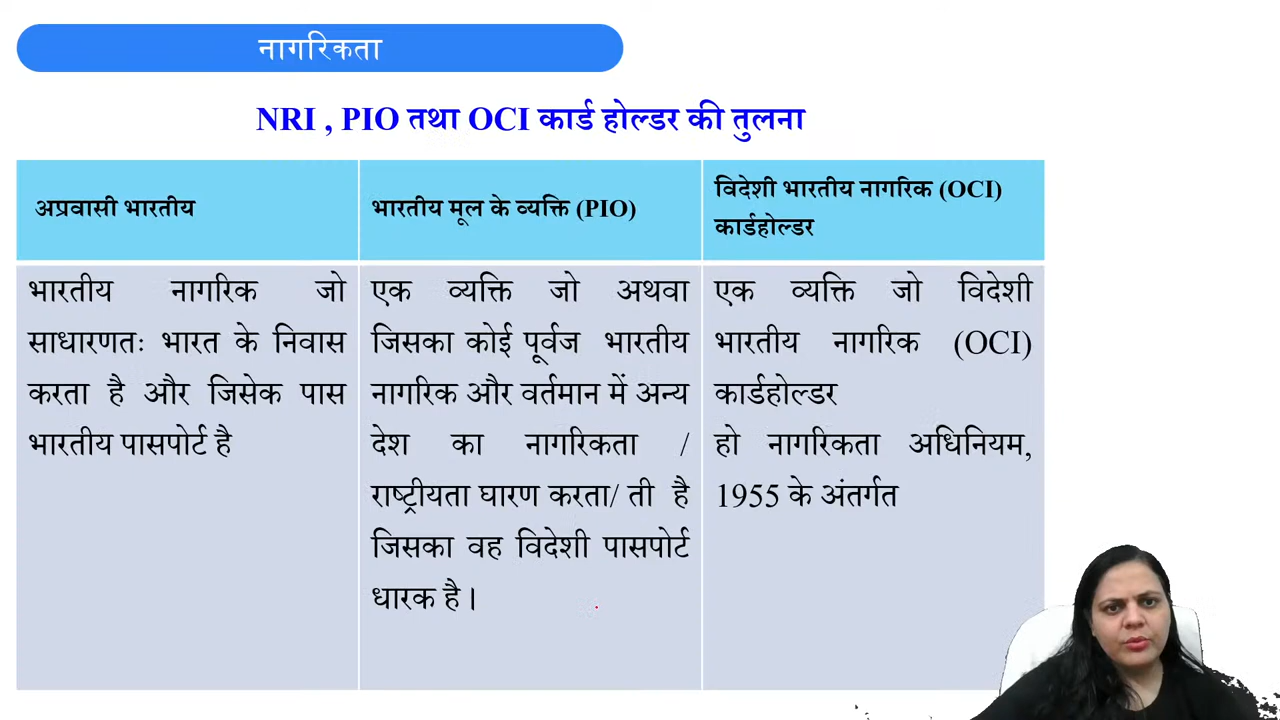 नागरिकता
NRI , PIO तथा OCI कार्ड होल्डर की तुलना
अप्रवासी भारतीय
भारतीय मूल के व्यक्ति (PIO)
विदेशी भारतीय नागरिक (OCI)
कार्डहोल्डर
भारतीय नागरिक जो
साधारणतः भारत के निवास
करता है और जिसेक पास
भारतीय पासपोर्ट है
एक व्यक्ति जो अथवा
जिसका कोई पूर्वज भारतीय
नागरिक और वर्तमान में अन्य
देश का नागरिकता /
राष्ट्रीयता घारण करता/ ती है
जिसका वह विदेशी पासपोर्ट
धारक है।
एक व्यक्ति जो विदेशी
भारतीय नागरिक (OCI)
कार्डहोल्डर
हो नागरिकता अधिनियम,
1955 के अंतर्गत